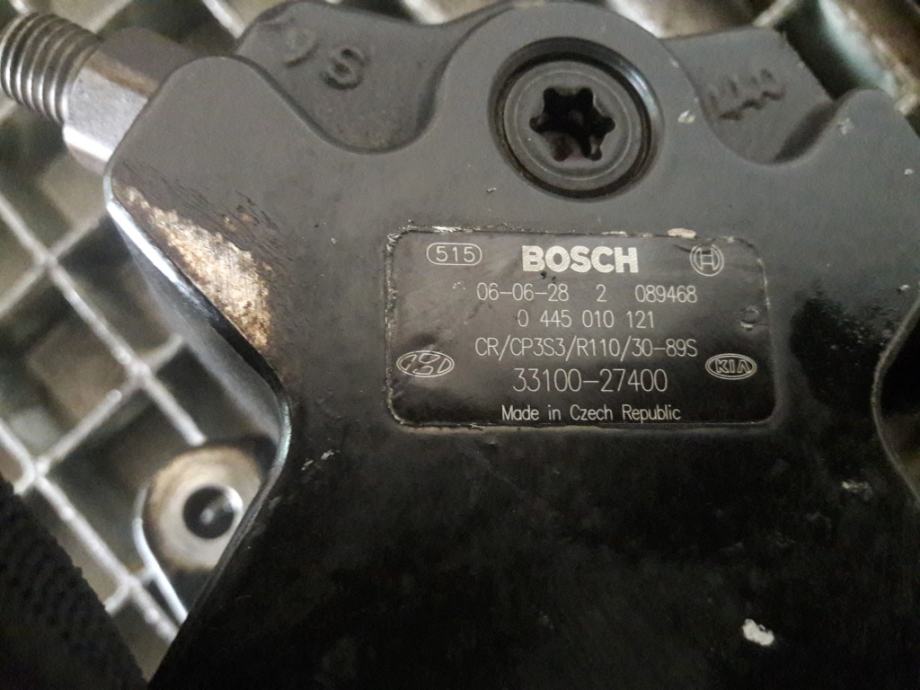 9S
515 BOSCH
06-06-28 2 089468
0 445 010 121
CR/CP3S3/R110/30-89S
KIA
33100-27400
Made in Czech Republic